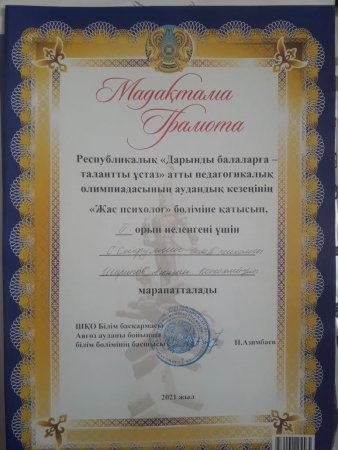 Мадақтама
Грамота
Республикалық «Дарынды балаларға –
талантты ұстаз» атты педагогикалық
олимпиадасының аудандық кезеңінің
«Жас психолог» бөліміне қатысып,
орын иеленгені үшін
марапатталады
ШҚО Білім басқармасы
Аягөз ауданы бойынша
білім бөлімінің басшысы
Н.Азимбаев
2021 жыл